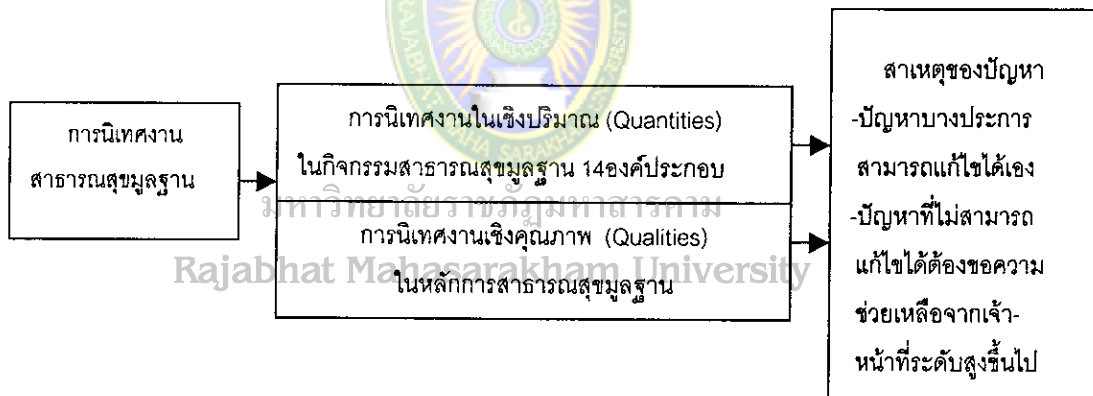 การนิเทศงาน
สาธารณสุขมูลฐาน
การนิเทศงานในเชิงปริมาณ (Quantities)
ในกิจกรรมสาธารณสุขมูลฐาน 14องค์ประกอบ
การนิเทศงานเชิงคุณภาพ (Qualities)
ในหลักการสาธารณสุขมูลฐาน
สาเหตุของปัญหา
-ปัญหาบางประการ
สามารถแก้ไขได้เอง
-ปัญหาที่ไม่สามารถ
แก้ไขได้ต้องขอความ
ช่วยเหลือจากเจ้า-
หน้าที่ระดับสูงขึ้นไป
มหาวิทยาลัยราชภัฏมหาสารคาม
Rajabhat Mahasarakham University